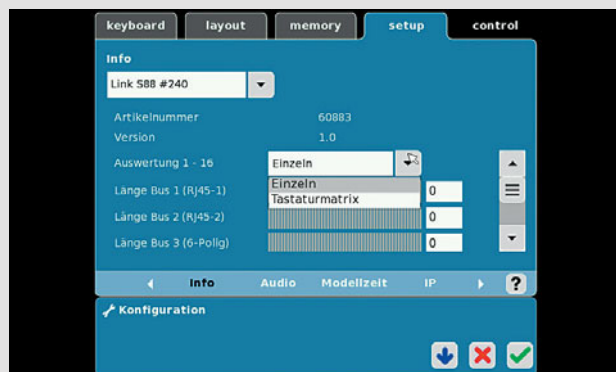 keyboard layout memory setup control
Info
Link S88 #240
Artikelnummer 60883
Version 1.0
Auswertung 1 - 16 Einzeln
Einzeln
Tastaturmatrix
Länge Bus 1 (RJ45-1) 0
Länge Bus 2 (RJ45-2) 0
Länge Bus 3 (6-Pollg) 0
Info Audio Modellzeit IP ?
Konfiguration